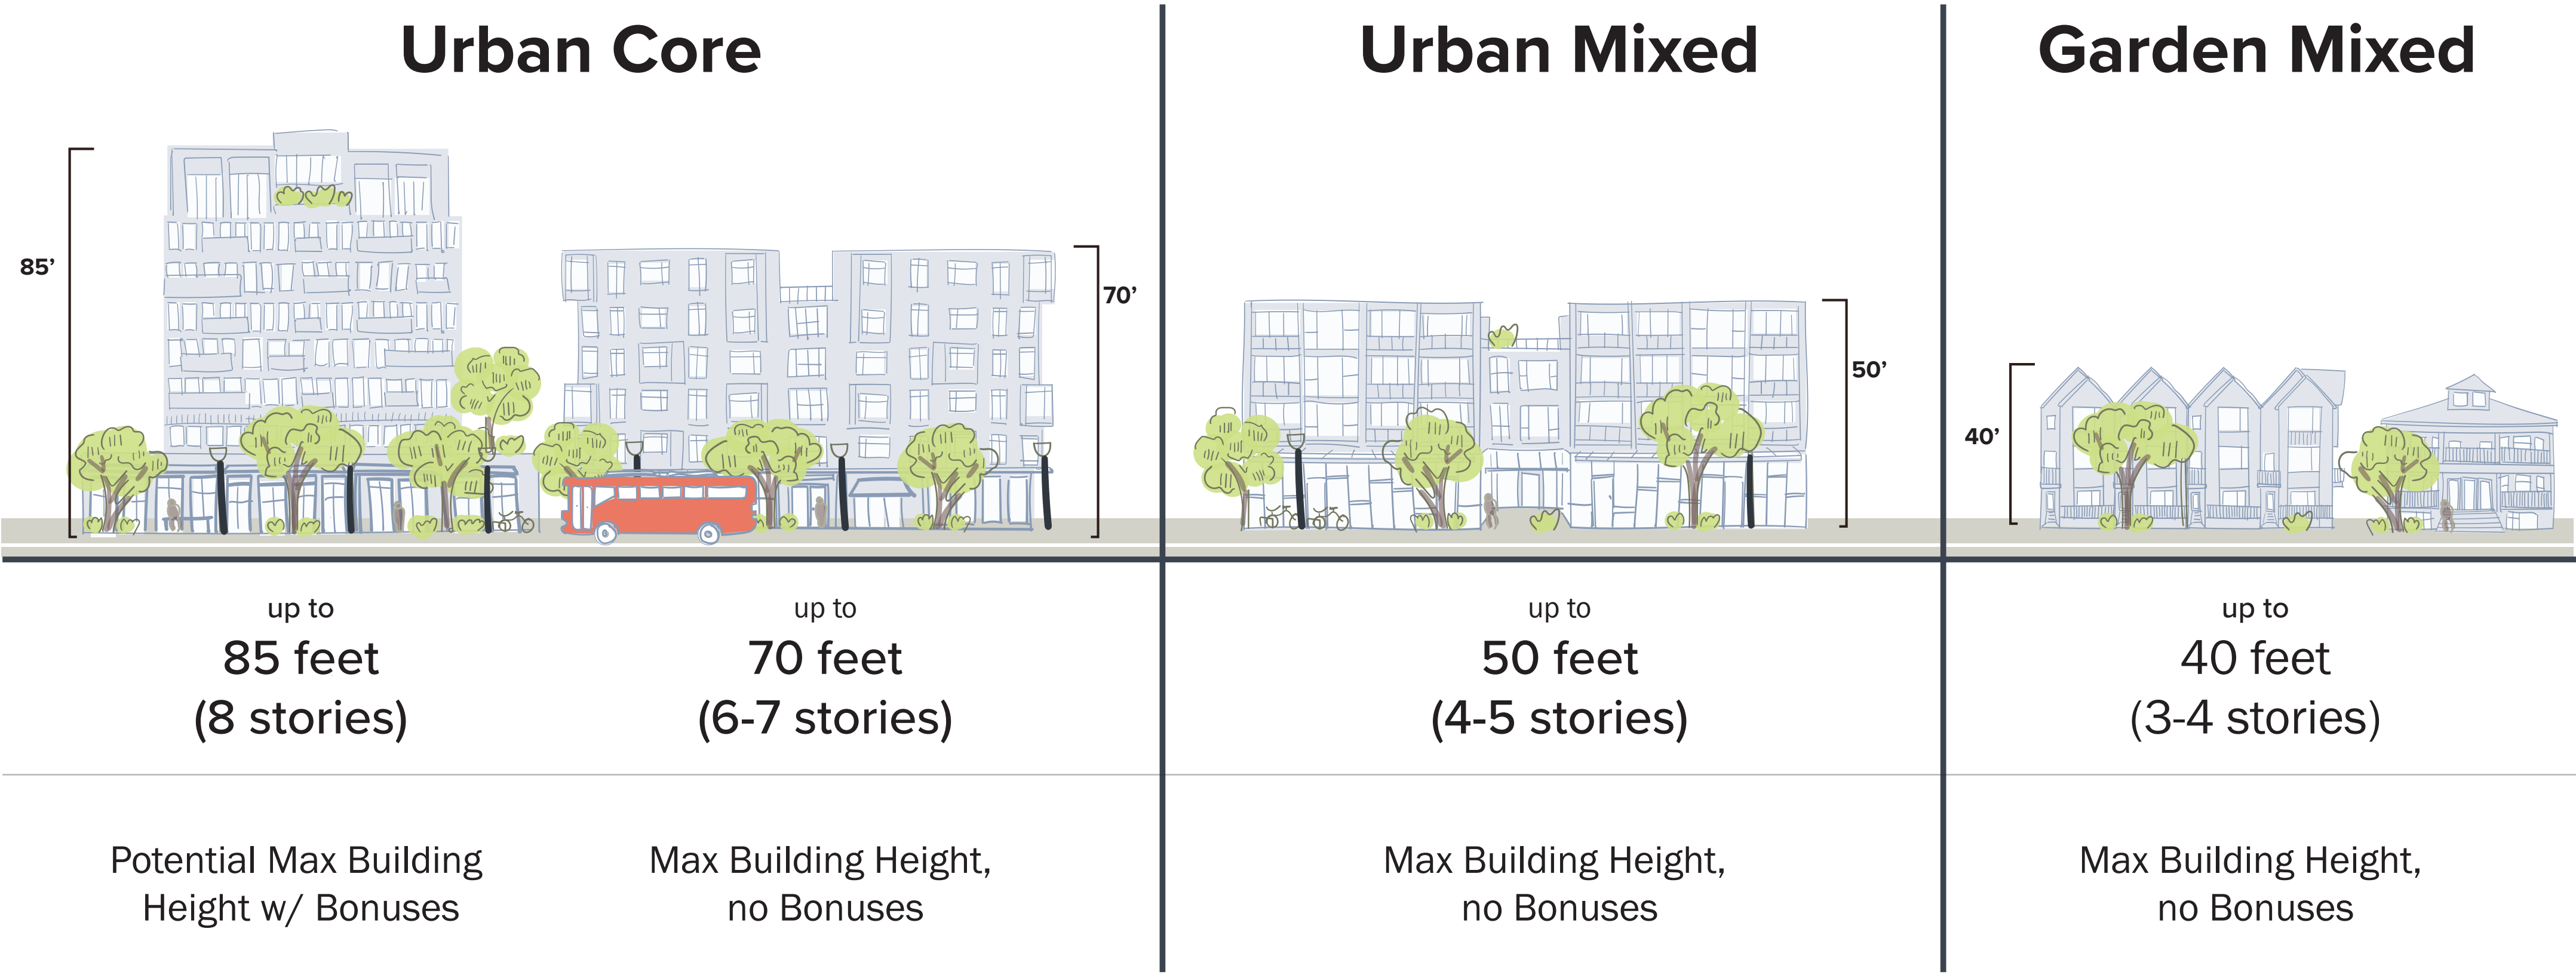 Urban Core
Urban Mixed
Garden Mixed
85’
70’
50’
40’
up to
85 feet
(8 stories)
up to
70 feet
(6-7 stories)
up to
50 feet
(4-5 stories)
up to
40 feet
(3-4 stories)
Potential Max Building
Height w/ Bonuses
Max Building Height,
no Bonuses
Max Building Height,
no Bonuses
Max Building Height,
no Bonuses